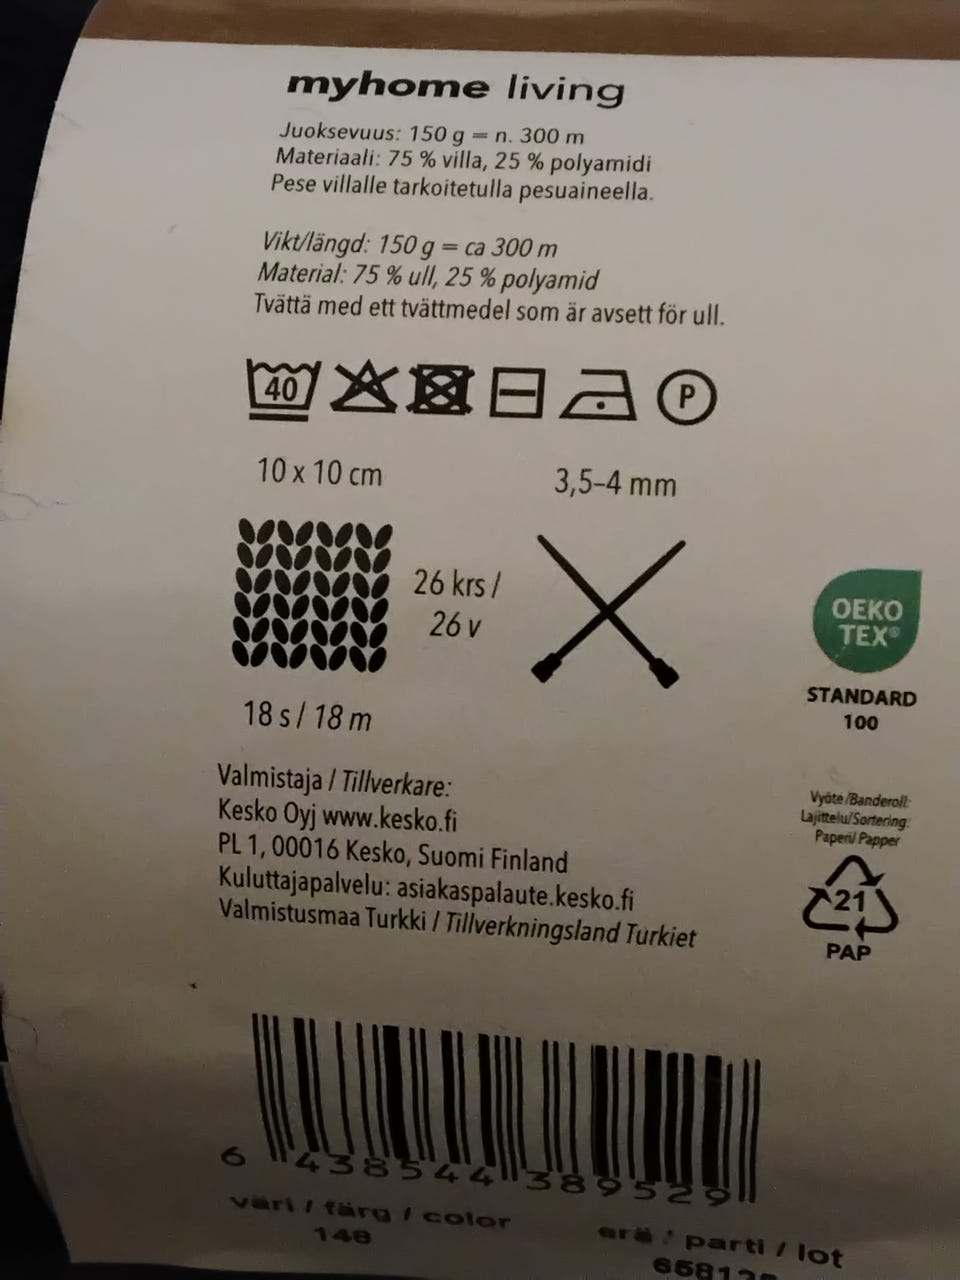 myhome living
Juoksevuus: 150 g = n. 300 m
Materiaali: 75 % villa, 25 % polyamidi
Pese villalle tarkoitetulla pesuaineella.
Vikt/längd: 150 g = ca 300 m
Material: 75 % ull, 25 % polyamid
Tvättä med ett tvättmedel som är avsett för ull.
40
P
10 x 10 cm
3,5–4 mm
26 krs /
26 v
18 s / 18 m
OEKO
TEX®
STANDARD
100
Valmistaja / Tillverkare:
Kesko Oyj www.kesko.fi
PL 1, 00016 Kesko, Suomi Finland
Kuluttajapalvelu: asiakaspalaute.kesko.fi
Valmistusmaa Turkki / Tillverkningsland Turkiet
Vyöte /Banderoll:
Lajittelu/Sortering:
Paperi/ Papper
21
PAP
6 438544 389529
väri / färg / color
148
erä / parti / lot